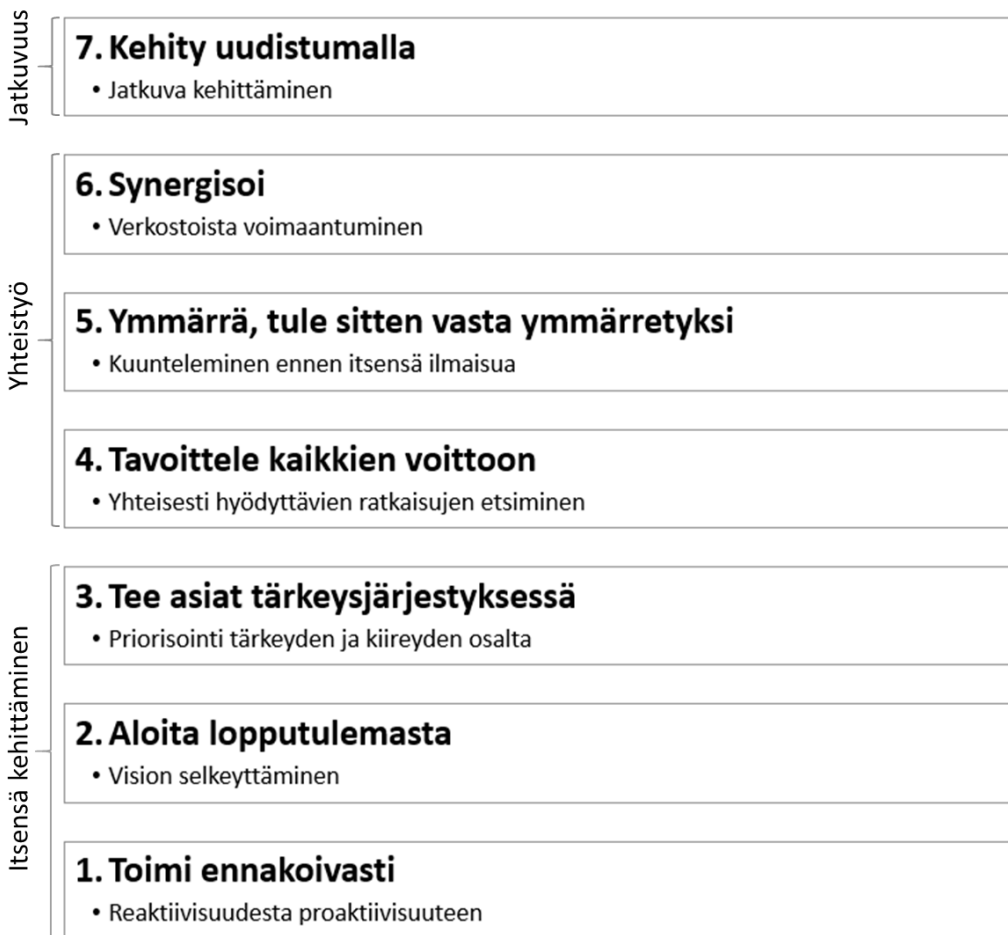 Jatkuvuus
7. Kehity uudistumalla
• Jatkuva kehittäminen
Yhteistyö
6. Synergisoi
• Verkostoista voimaantuminen
5. Ymmärrä, tule sitten vasta ymmärretyksi
• Kuunteleminen ennen itsensä ilmaisua
4. Tavoittele kaikkien voittoon
• Yhteisesti hyödyttävien ratkaisujen etsiminen
Itsensä kehittäminen
3. Tee asiat tärkeysjärjestyksessä
• Priorisointi tärkeyden ja kiireyden osalta
2. Aloita lopputulemasta
• Vision selkeyttäminen
1. Toimi ennakoivasti
• Reaktiivisuudesta proaktiivisuuteen